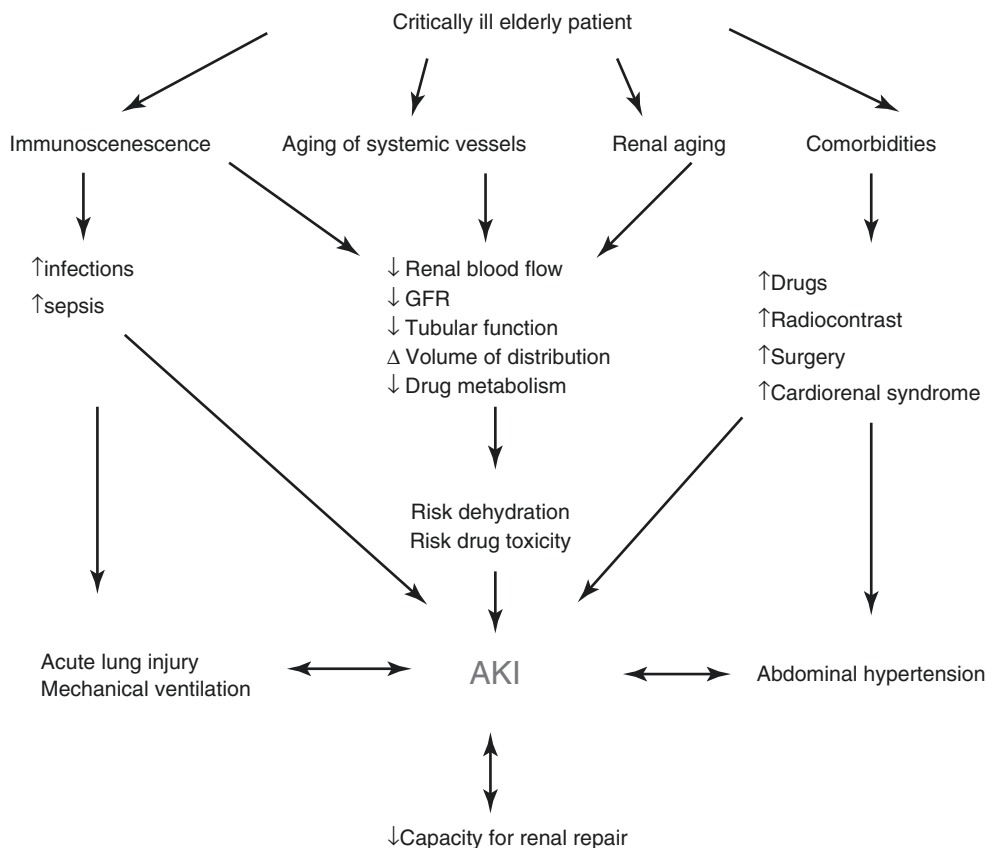 Critically ill elderly patient
Immunoscenescence
Aging of systemic vessels
Renal aging
Comorbidities
↑infections
↑sepsis
↓ Renal blood flow
↓ GFR
↓ Tubular function
Δ Volume of distribution
↓ Drug metabolism
↑Drugs
↑Radiocontrast
↑Surgery
↑Cardiorenal syndrome
Risk dehydration
Risk drug toxicity
Acute lung injury
Mechanical ventilation
AKI
Abdominal hypertension
↓Capacity for renal repair